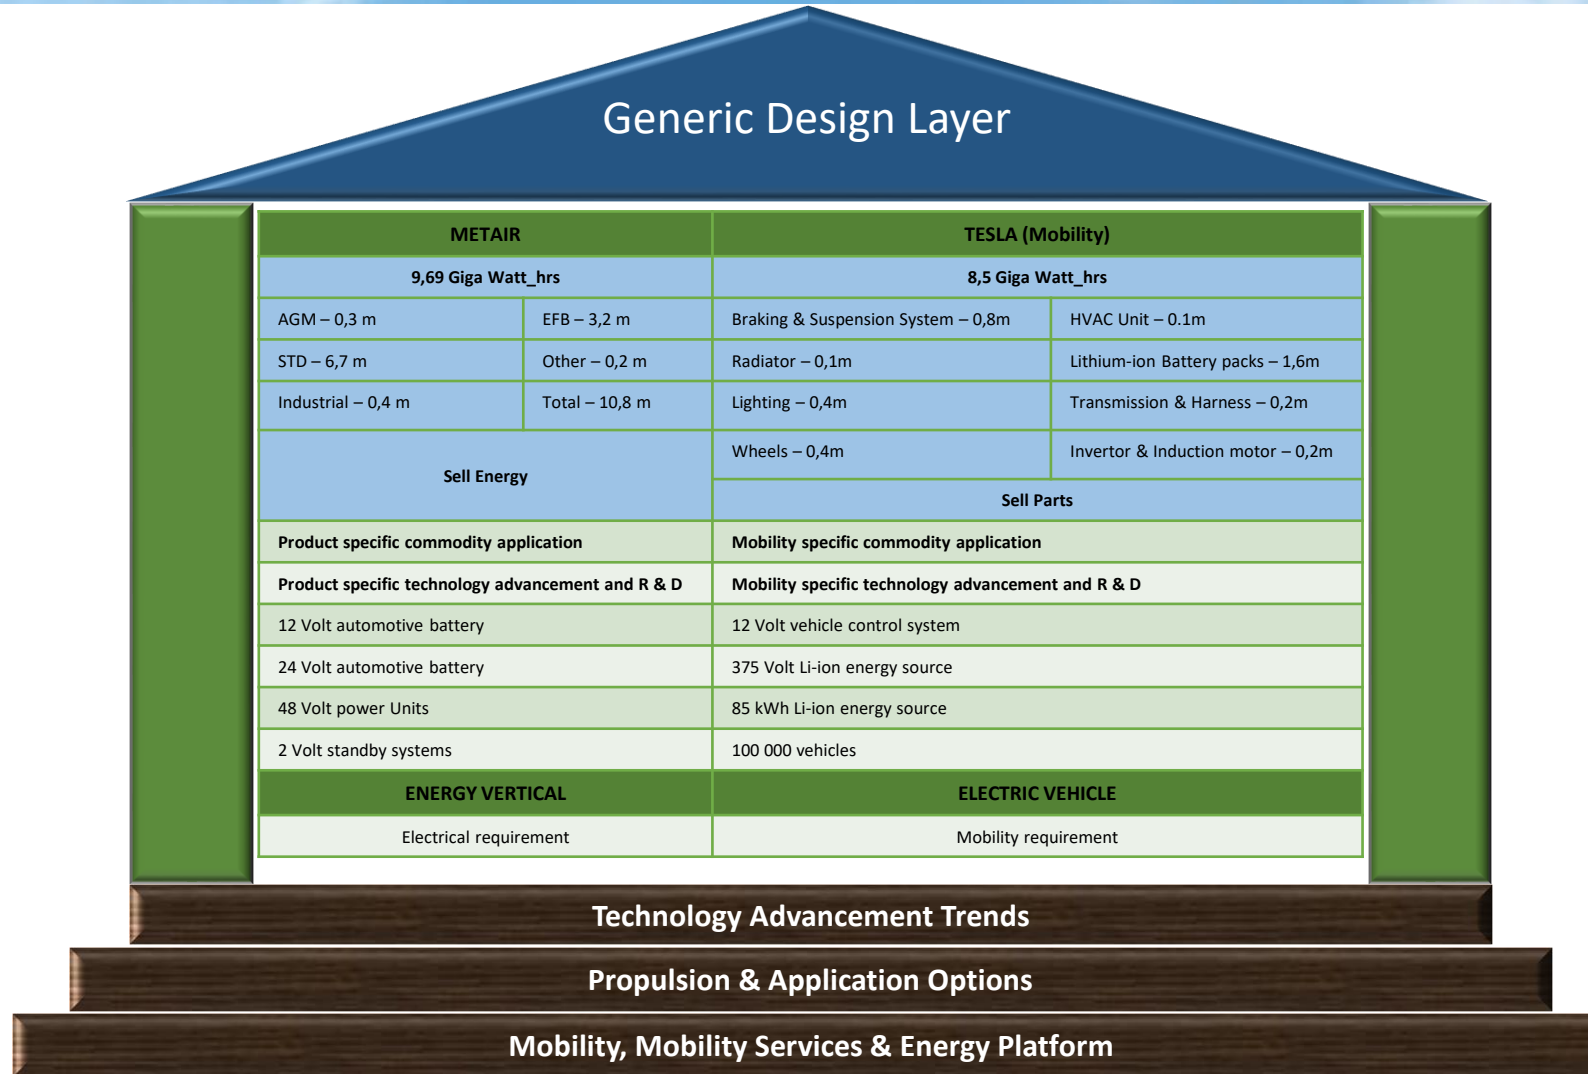 Generic Design Layer
METAIR
TESLA (Mobility)
9,69 Giga Watt_hrs
8,5 Giga Watt_hrs
AGM – 0,3 m
EFB – 3,2 m
Braking & Suspension System – 0,8m
HVAC Unit – 0.1m
STD – 6,7 m
Other – 0,2 m
Radiator – 0,1m
Lithium-ion Battery packs – 1,6m
Industrial – 0,4 m
Total – 10,8 m
Lighting – 0,4m
Transmission & Harness – 0,2m
Sell Energy
Wheels – 0,4m
Invertor & Induction motor – 0,2m
Sell Parts
Product specific commodity application
Mobility specific commodity application
Product specific technology advancement and R & D
Mobility specific technology advancement and R & D
12 Volt automotive battery
12 Volt vehicle control system
24 Volt automotive battery
375 Volt Li-ion energy source
48 Volt power Units
85 kWh Li-ion energy source
2 Volt standby systems
100 000 vehicles
ENERGY VERTICAL
ELECTRIC VEHICLE
Electrical requirement
Mobility requirement
Technology Advancement Trends
Propulsion & Application Options
Mobility, Mobility Services & Energy Platform